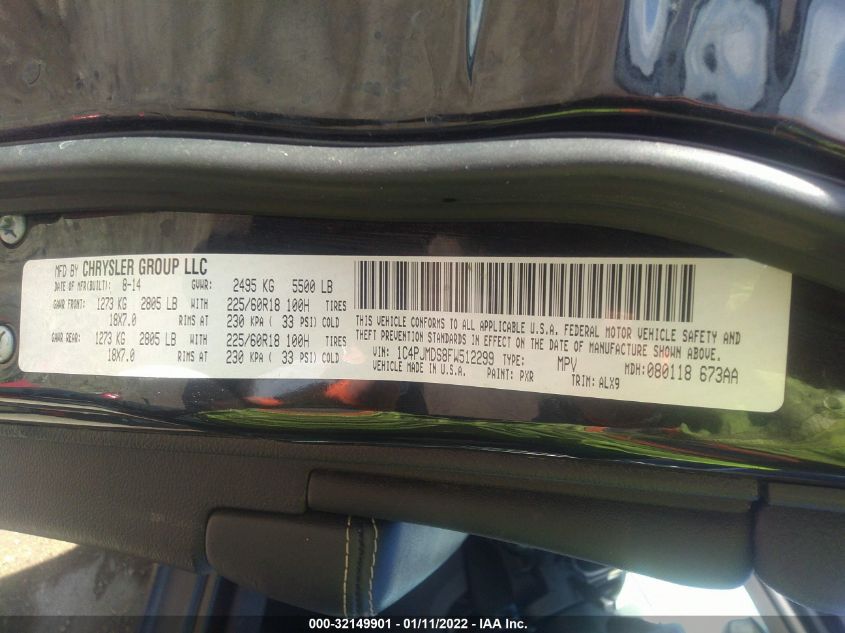 MFD BY CHRYSLER GROUP LLC
DATE OF MFR(BUILT): 8-14 GVWR: 2495 KG 5500 LB
GAWR FRONT: 1273 KG 2805 LB WITH 225/60R18 100H TIRES
18X7.0 RIMS AT 230 KPA ( 33 PSI) COLD
GAWR REAR: 1273 KG 2805 LB WITH 225/60R18 100H TIRES
18X7.0 RIMS AT 230 KPA ( 33 PSI) COLD
THIS VEHICLE CONFORMS TO ALL APPLICABLE U.S.A. FEDERAL MOTOR VEHICLE SAFETY AND
THEFT PREVENTION STANDARDS IN EFFECT ON THE DATE OF MANUFACTURE SHOWN ABOVE.
VIN: 1C4PJMDS8FW512299 TYPE: MPV MDH: 080118 673AA
VEHICLE MADE IN U.S.A. PAINT: PXR TRIM: ALX9
000-32149901 - 01/11/2022 - IAA Inc.